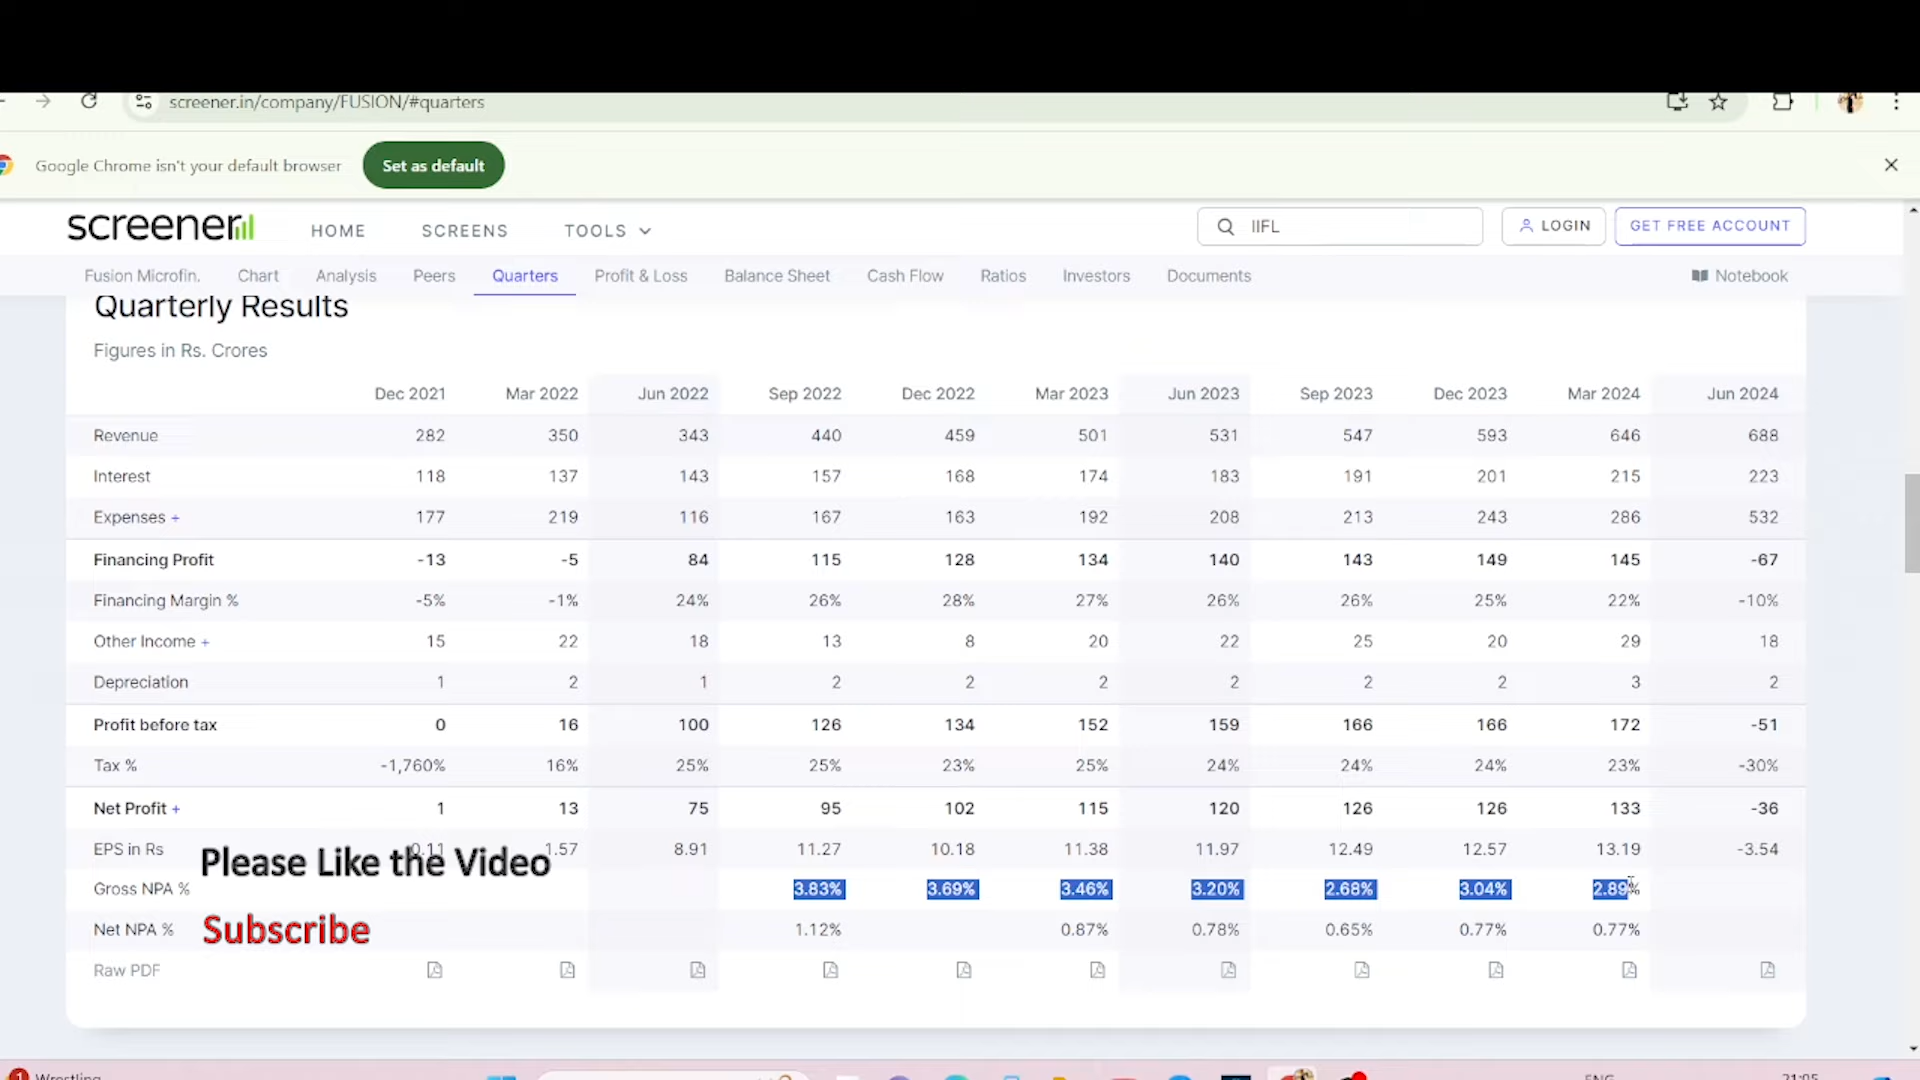 screener.in/company/FUSION/#quarters
Google Chrome isn't your default browser Set as default
screener HOME SCREENS TOOLS IIFL LOGIN GET FREE ACCOUNT
Fusion Microfin. Chart Analysis Peers Quarters Profit & Loss Balance Sheet Cash Flow Ratios Investors Documents Notebook
Quarterly Results
Figures in Rs. Crores
Dec 2021 Mar 2022 Jun 2022 Sep 2022 Dec 2022 Mar 2023 Jun 2023 Sep 2023 Dec 2023 Mar 2024 Jun 2024
Revenue 282 350 343 440 459 501 531 547 593 646 688
Interest 118 137 143 157 168 174 183 191 201 215 223
Expenses + 177 219 116 167 163 192 208 213 243 286 532
Financing Profit -13 -5 84 115 128 134 140 143 149 145 -67
Financing Margin % -5% -1% 24% 26% 28% 27% 26% 26% 25% 22% -10%
Other Income + 15 22 18 13 8 20 22 25 20 29 18
Depreciation 1 2 1 2 2 2 2 2 2 3 2
Profit before tax 0 16 100 126 134 152 159 166 166 172 -51
Tax % -1,760% 16% 25% 25% 23% 25% 24% 24% 24% 23% -30%
Net Profit + 1 13 75 95 102 115 120 126 126 133 -36
EPS in Rs 0.11 1.57 8.91 11.27 10.18 11.38 11.97 12.49 12.57 13.19 -3.54
Please Like the Video
Gross NPA % 3.83% 3.69% 3.46% 3.20% 2.68% 3.04% 2.89%
Net NPA % 1.12% 0.87% 0.78% 0.65% 0.77% 0.77%
Subscribe
Raw PDF
1 Wrestling
ENG 21:05